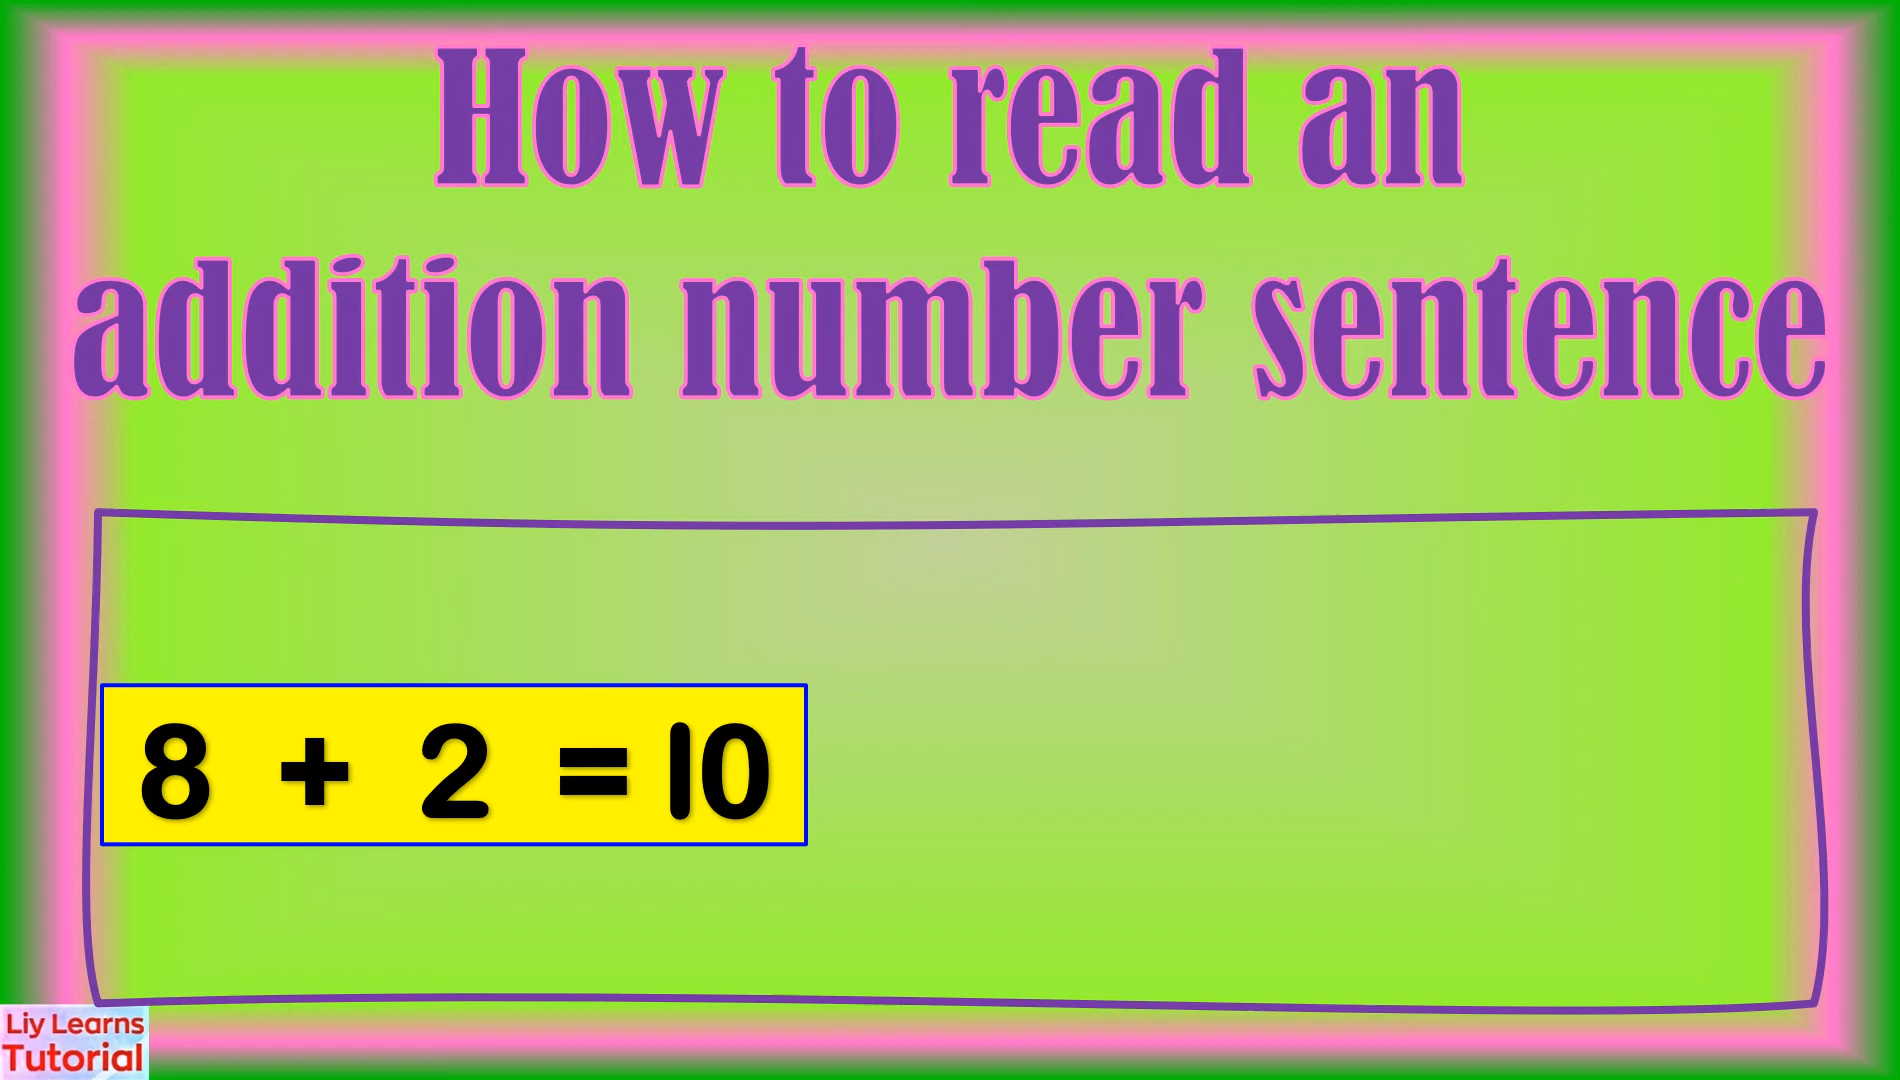 How to read an
addition number sentence
8 + 2 = 10
Liy Learns
Tutorial